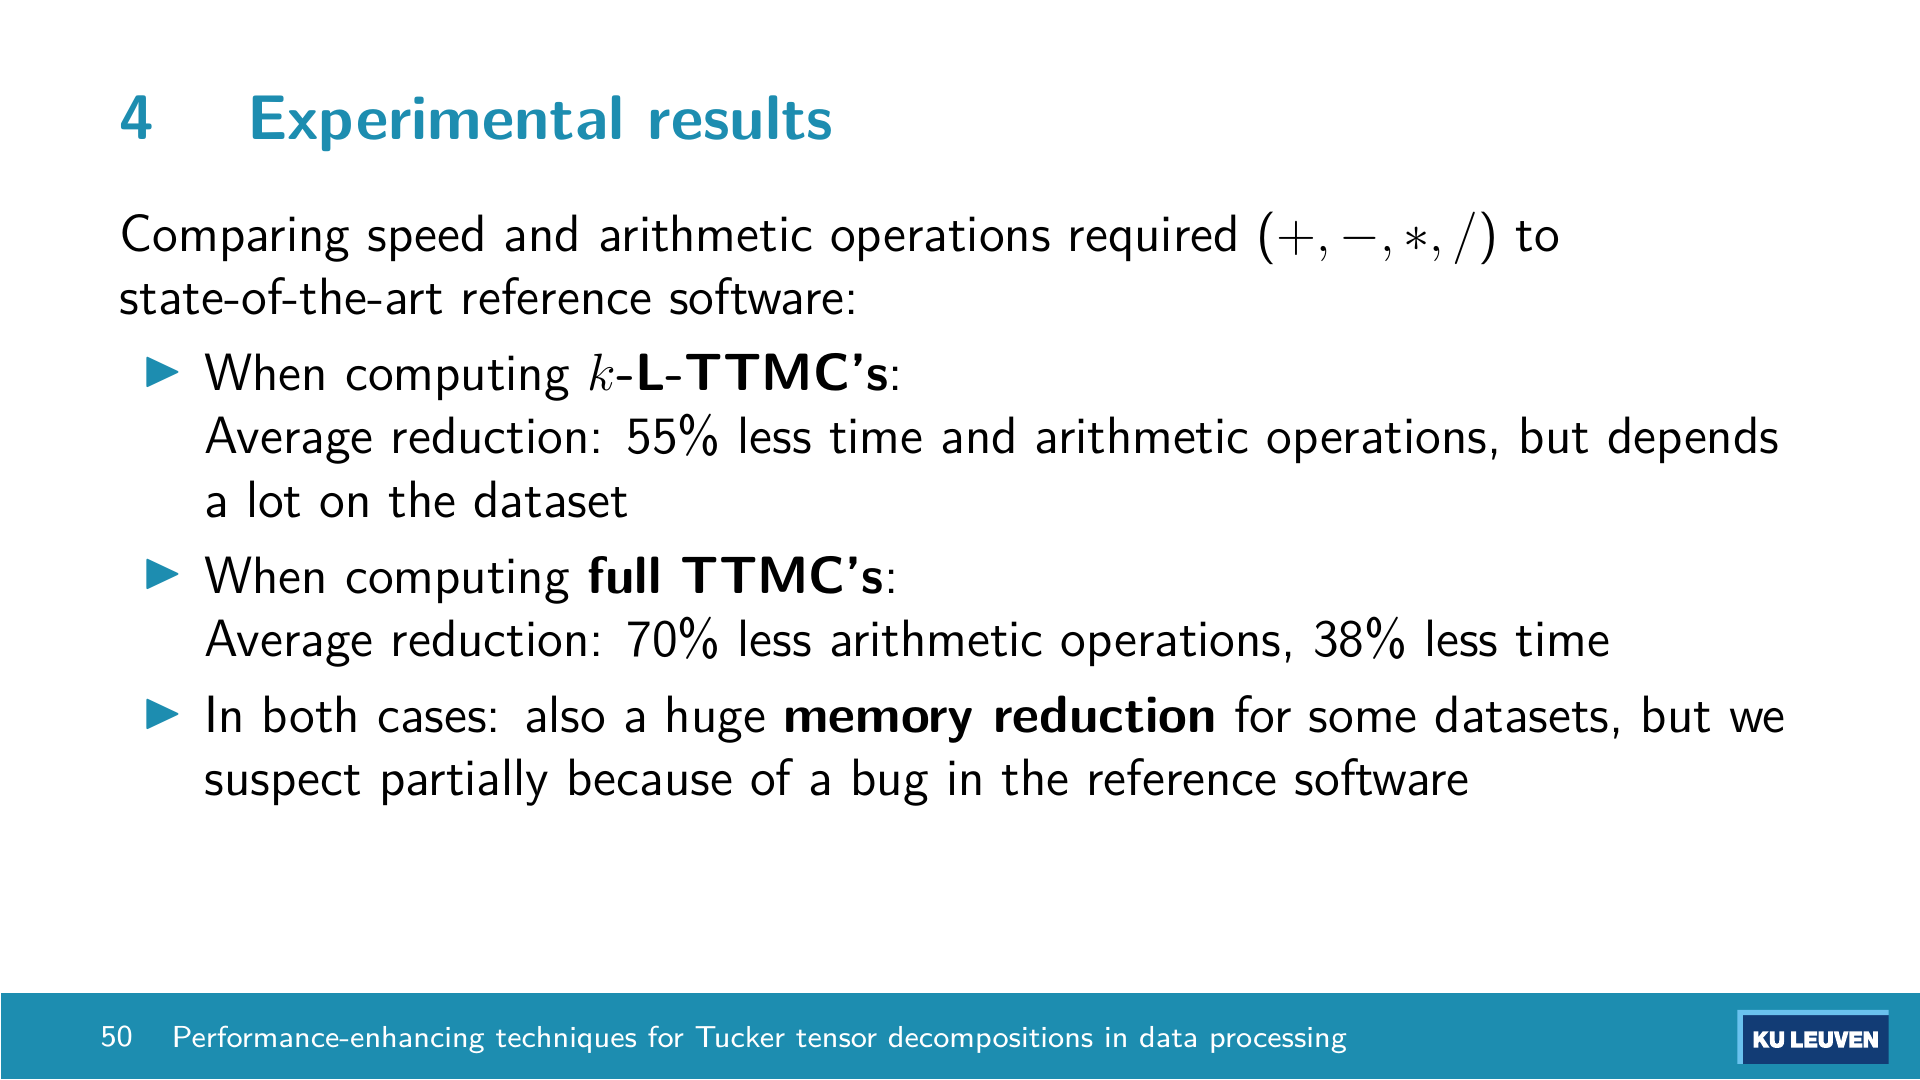 4 Experimental results
Comparing speed and arithmetic operations required (+, −, ∗, /) to
state-of-the-art reference software:
▶ When computing k-L-TTMC's:
Average reduction: 55% less time and arithmetic operations, but depends
a lot on the dataset
▶ When computing full TTMC's:
Average reduction: 70% less arithmetic operations, 38% less time
▶ In both cases: also a huge memory reduction for some datasets, but we
suspect partially because of a bug in the reference software
50 Performance-enhancing techniques for Tucker tensor decompositions in data processing
KU LEUVEN